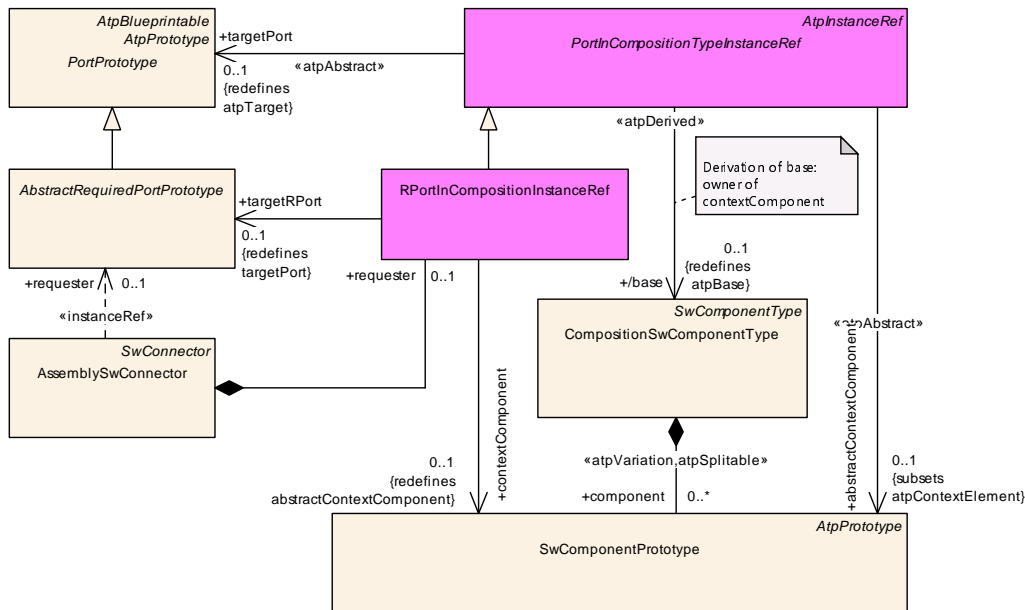 AtpBlueprintable
AtpPrototype
PortPrototype
+targetPort
0..1
{redefines
atpTarget}
«atpAbstract»
AtpInstanceRef
PortInCompositionTypeInstanceRef
«atpDerived»
Derivation of base:
owner of
contextComponent
AbstractRequiredPortPrototype
+targetRPort
0..1
{redefines
targetPort}
RPortInCompositionInstanceRef
+requester
0..1
+requester
0..1
«instanceRef»
0..1
{redefines
atpBase}
+/base
SwComponentType
CompositionSwComponentType
«atpAbstract»
+abstractContextComponent
SwConnector
AssemblySwConnector
+contextComponent
0..1
{redefines
abstractContextComponent}
«atpVariation,atpSplitable»
+component
0..*
0..1
{subsets
atpContextElement}
AtpPrototype
SwComponentPrototype